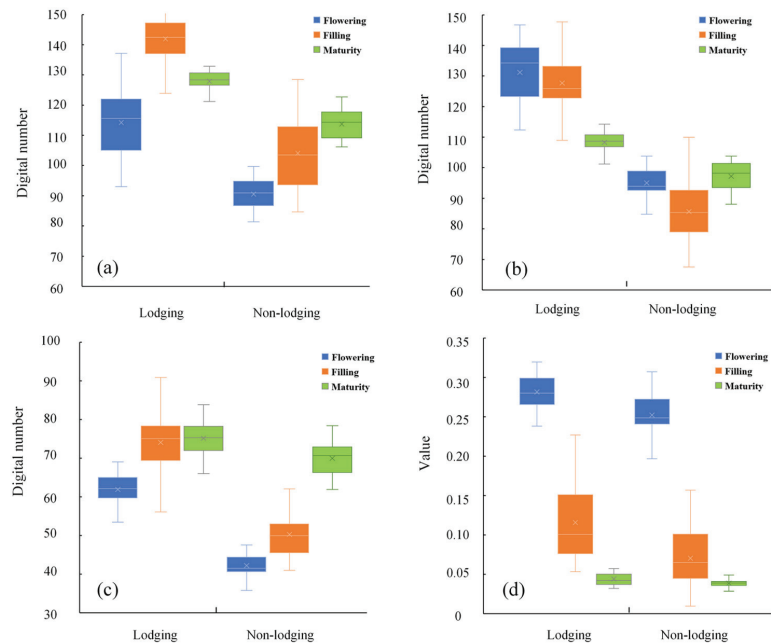 150
140
130
120
110
100
90
80
70
60
Digital number
Flowering
Filling
Maturity
(a)
Lodging
Non-lodging
150
140
130
120
110
100
90
80
70
60
Digital number
Flowering
Filling
Maturity
(b)
Lodging
Non-lodging
100
90
80
70
60
50
40
30
Digital number
Flowering
Filling
Maturity
(c)
Lodging
Non-lodging
0.35
0.30
0.25
0.20
0.15
0.10
0.05
0
Value
Flowering
Filling
Maturity
(d)
Lodging
Non-lodging